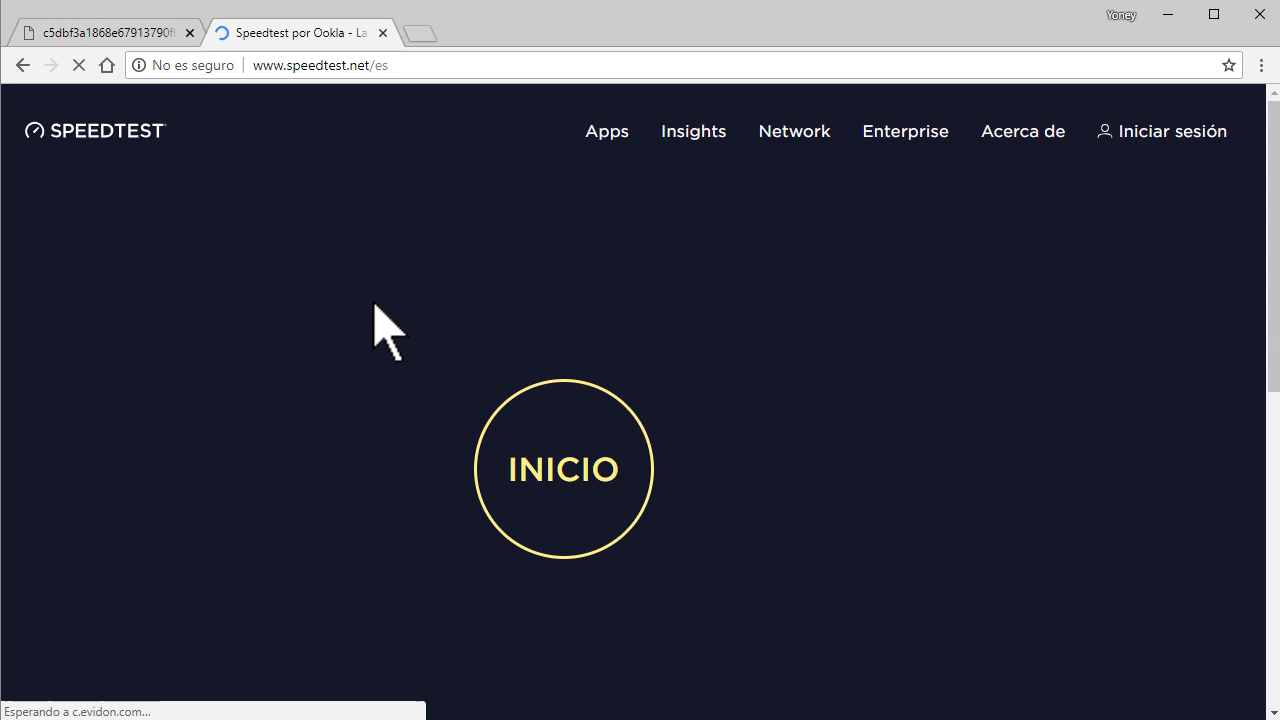 Yoney
c5dbf3a1868e67913790f
Speedtest por Ookla - La
No es seguro
www.speedtest.net/es
SPEEDTEST
Apps
Insights
Network
Enterprise
Acerca de
Iniciar sesión
INICIO
Esperando a c.evidon.com...